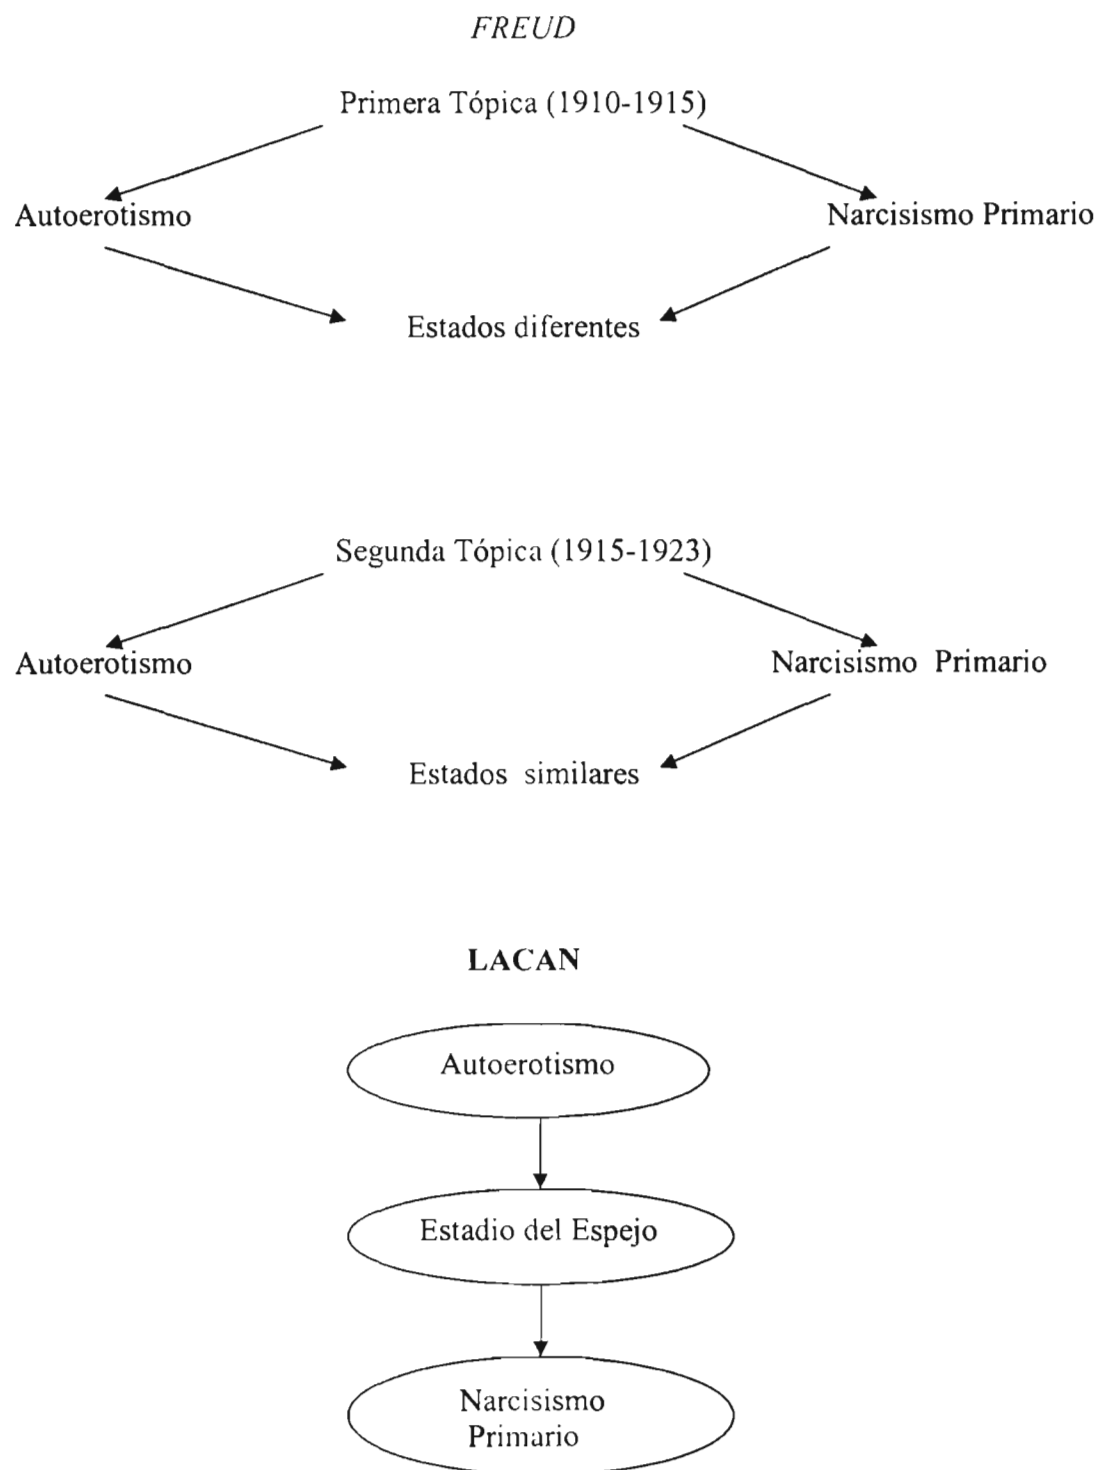 FREUD
Primera Tópica (1910-1915)
Autoerotismo
Narcisismo Primario
Estados diferentes
Segunda Tópica (1915-1923)
Autoerotismo
Narcisismo Primario
Estados similares
LACAN
Autoerotismo
Estadio del Espejo
Narcisismo
Primario